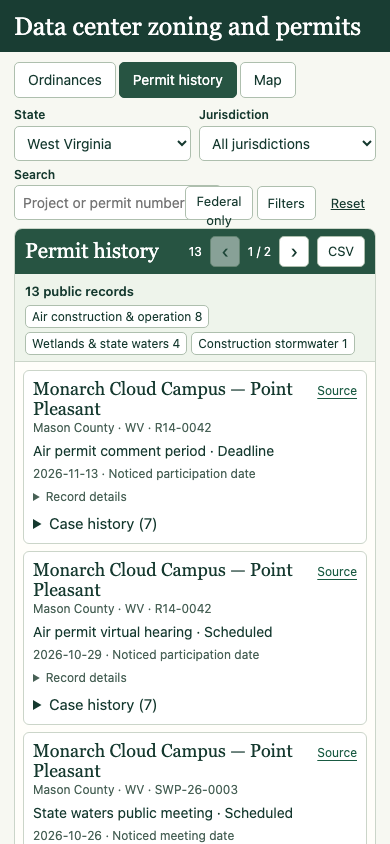 Data center zoning and permits
Ordinances
Permit history
Map
State
Jurisdiction
West Virginia
All jurisdictions
Search
Project or permit number
Federal
only
Filters
Reset
Permit history
13
‹
1 / 2
›
CSV
13 public records
Air construction & operation 8
Wetlands & state waters 4
Construction stormwater 1
Monarch Cloud Campus — Point
Pleasant
Source
Mason County · WV · R14-0042
Air permit comment period · Deadline
2026-11-13 · Noticed participation date
▶ Record details
▶ Case history (7)
Monarch Cloud Campus — Point
Pleasant
Source
Mason County · WV · R14-0042
Air permit virtual hearing · Scheduled
2026-10-29 · Noticed participation date
▶ Record details
▶ Case history (7)
Monarch Cloud Campus — Point
Pleasant
Source
Mason County · WV · SWP-26-0003
State waters public meeting · Scheduled
2026-10-26 · Noticed meeting date